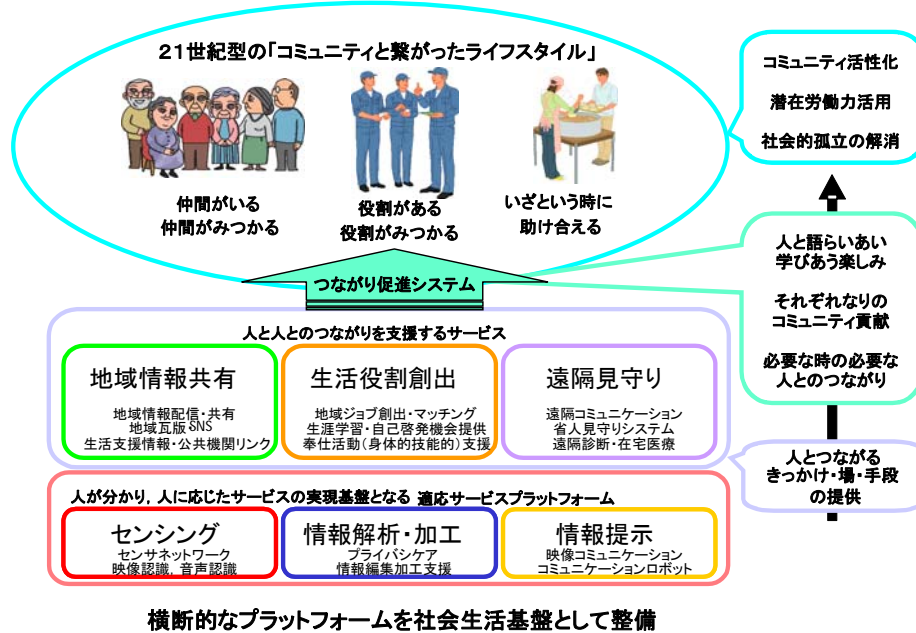 21世紀型の「コミュニティと繋がったライフスタイル」
仲間がいる
仲間がみつかる
役割がある
役割がみつかる
いざという時に
助け合える
つながり促進システム
コミュニティ活性化
潜在労働力活用
社会的孤立の解消
人と語らいあい
学びあう楽しみ
それぞれなりの
コミュニティ貢献
必要な時の必要な
人とのつながり
人とつながる
きっかけ・場・手段
の提供
人と人とのつながりを支援するサービス
地域情報共有
地域情報配信・共有
地域瓦版SNS
生活支援情報・公共機関リンク
生活役割創出
地域ジョブ創出・マッチング
生涯学習・自己啓発機会提供
奉仕活動(身体的技能的)支援
遠隔見守り
遠隔コミュニケーション
省人見守りシステム
遠隔診断・在宅医療
人が分かり,人に応じたサービスの実現基盤となる 適応サービスプラットフォーム
センシング
センサネットワーク
映像認識,音声認識
情報解析・加工
プライバシケア
情報編集加工支援
情報提示
映像コミュニケーション
コミュニケーションロボット
横断的なプラットフォームを社会生活基盤として整備